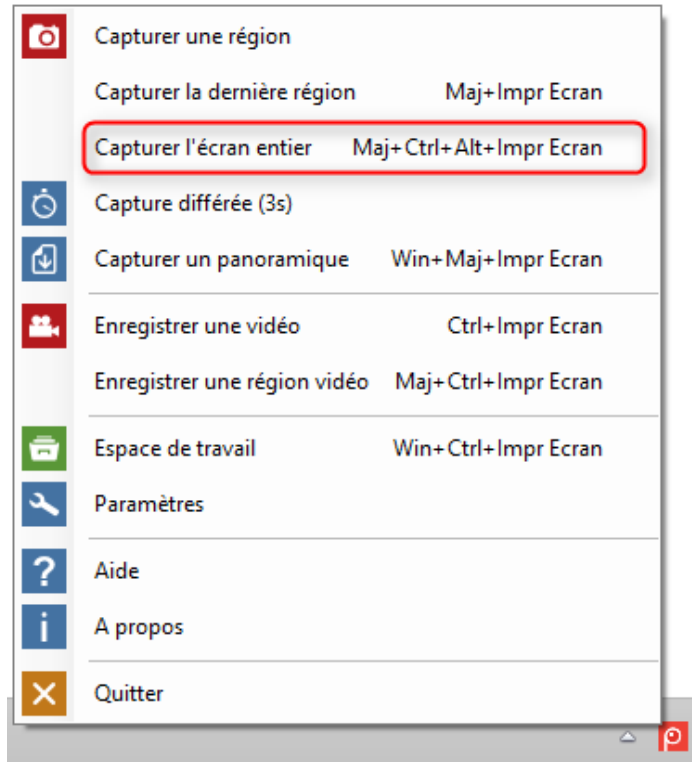 Capturer une région
Capturer la dernière région Maj+Impr Ecran
Capturer l'écran entier Maj+Ctrl+Alt+Impr Ecran
Capture différée (3s)
Capturer un panoramique Win+Maj+Impr Ecran
Enregistrer une vidéo Ctrl+Impr Ecran
Enregistrer une région vidéo Maj+Ctrl+Impr Ecran
Espace de travail Win+Ctrl+Impr Ecran
Paramètres
? Aide
i A propos
Quitter